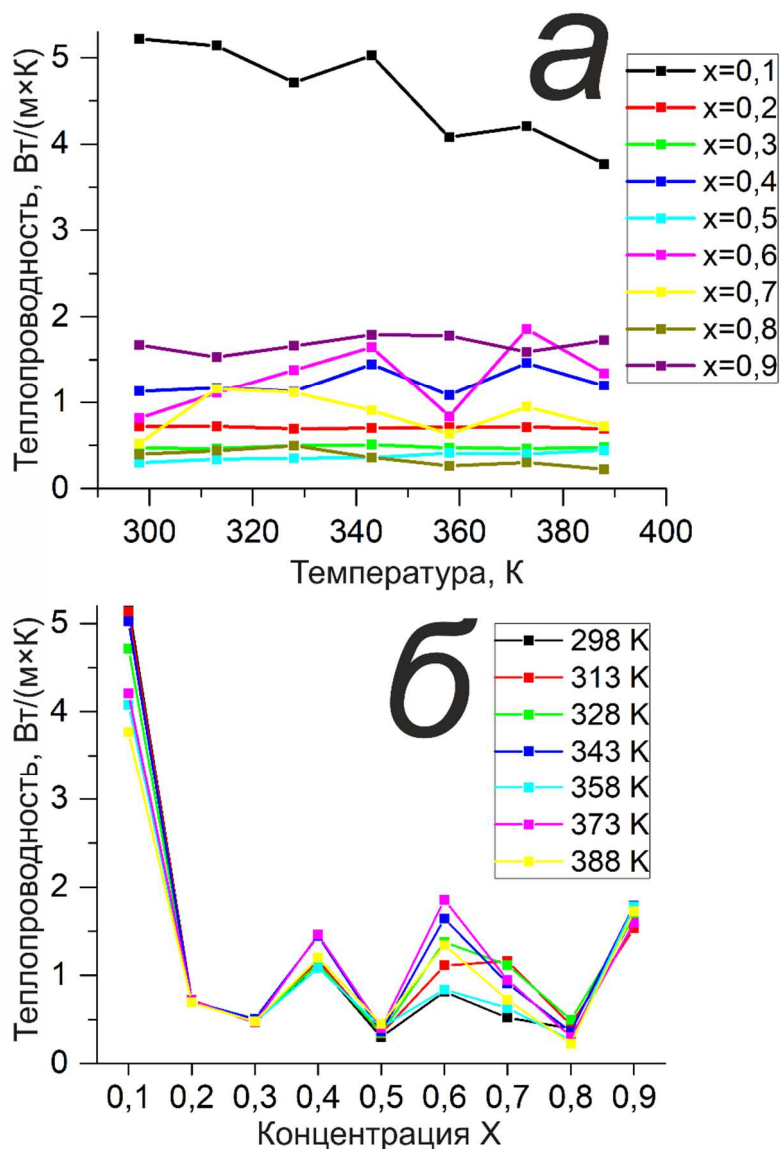 а
Теплопроводность, Вт/(м×К)
5
4
3
2
1
0
300 320 340 360 380 400
Температура, К
x=0,1
x=0,2
x=0,3
x=0,4
x=0,5
x=0,6
x=0,7
x=0,8
x=0,9
б
Теплопроводность, Вт/(м×К)
5
4
3
2
1
0
0,1 0,2 0,3 0,4 0,5 0,6 0,7 0,8 0,9
Концентрация X
298 K
313 K
328 K
343 K
358 K
373 K
388 K